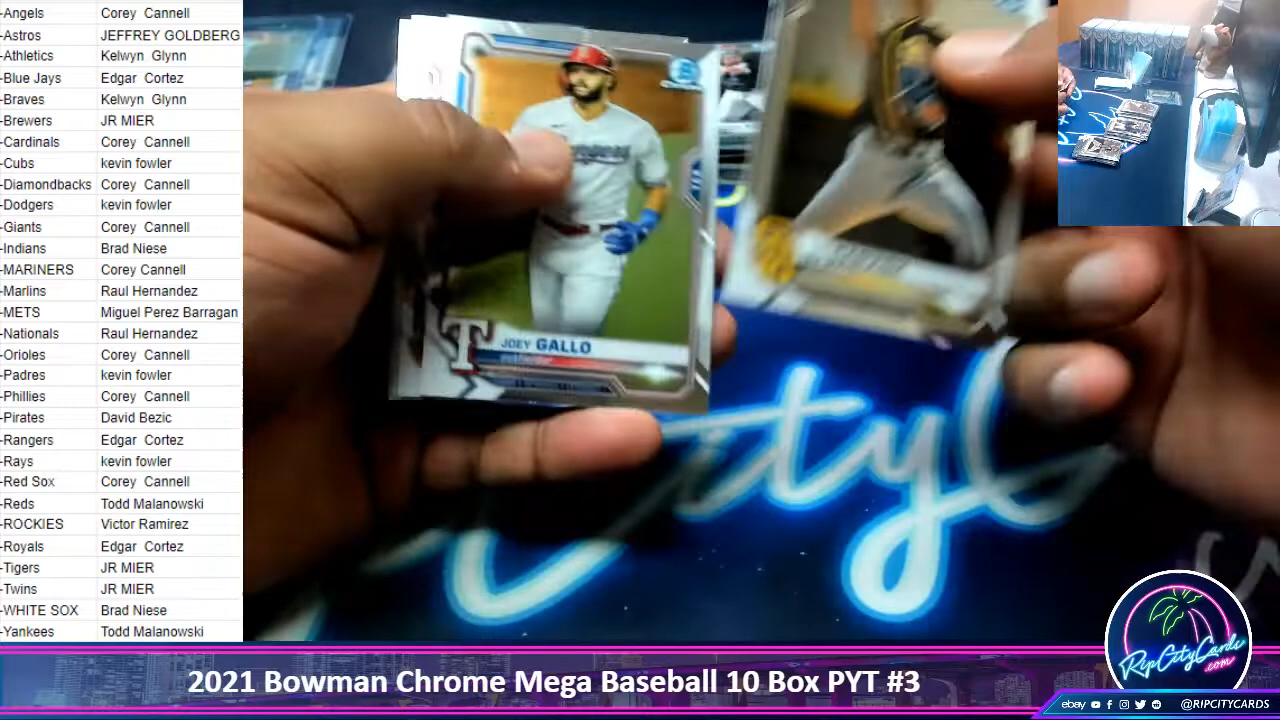 -Angels Corey Cannell
-Astros JEFFREY GOLDBERG
-Athletics Kelwyn Glynn
-Blue Jays Edgar Cortez
-Braves Kelwyn Glynn
-Brewers JR MIER
-Cardinals Corey Cannell
-Cubs kevin fowler
-Diamondbacks Corey Cannell
-Dodgers kevin fowler
-Giants Corey Cannell
-Indians Brad Niese
-MARINERS Corey Cannell
-Marlins Raul Hernandez
-METS Miguel Perez Barragan
-Nationals Raul Hernandez
-Orioles Corey Cannell
-Padres kevin fowler
-Phillies Corey Cannell
-Pirates David Bezic
-Rangers Edgar Cortez
-Rays kevin fowler
-Red Sox Corey Cannell
-Reds Todd Malanowski
-ROCKIES Victor Ramirez
-Royals Edgar Cortez
-Tigers JR MIER
-Twins JR MIER
-WHITE SOX Brad Niese
-Yankees Todd Malanowski
T
JOEY GALLO
ityC
RipCityCards
.com
2021 Bowman Chrome Mega Baseball 10 Box PYT #3
ebay @RIPCITYCARDS